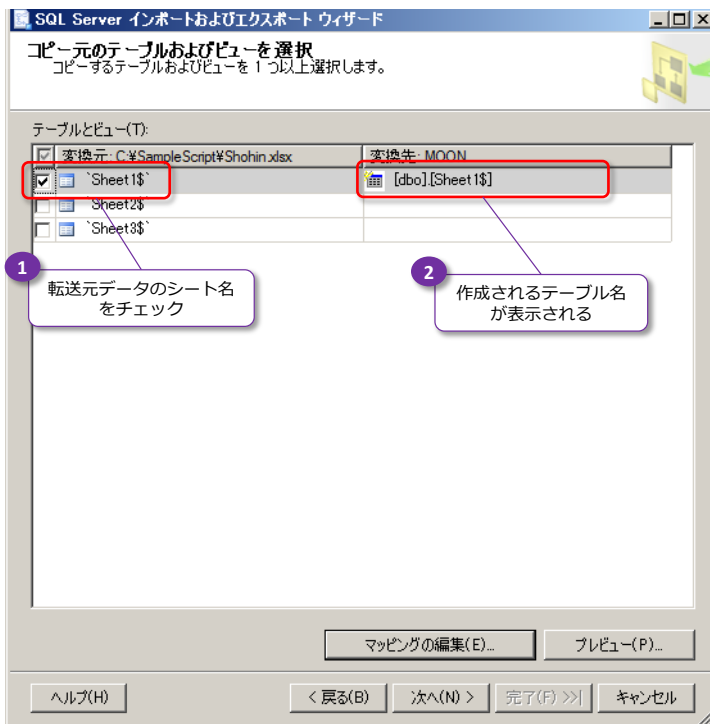 SQL Server インポートおよびエクスポート ウィザード
コピー元のテーブルおよびビューを選択
コピーするテーブルおよびビューを 1 つ以上選択します。
テーブルとビュー(T):
変換元: C:¥SampleScript¥Shohin.xlsx 変換先: MOON
`Sheet1$` [dbo].[Sheet1$]
`Sheet2$`
`Sheet3$`
1
転送元データのシート名
をチェック
2
作成されるテーブル名
が表示される
マッピングの編集(E)... プレビュー(P)...
ヘルプ(H) < 戻る(B) 次へ(N) > 完了(F) >>| キャンセル